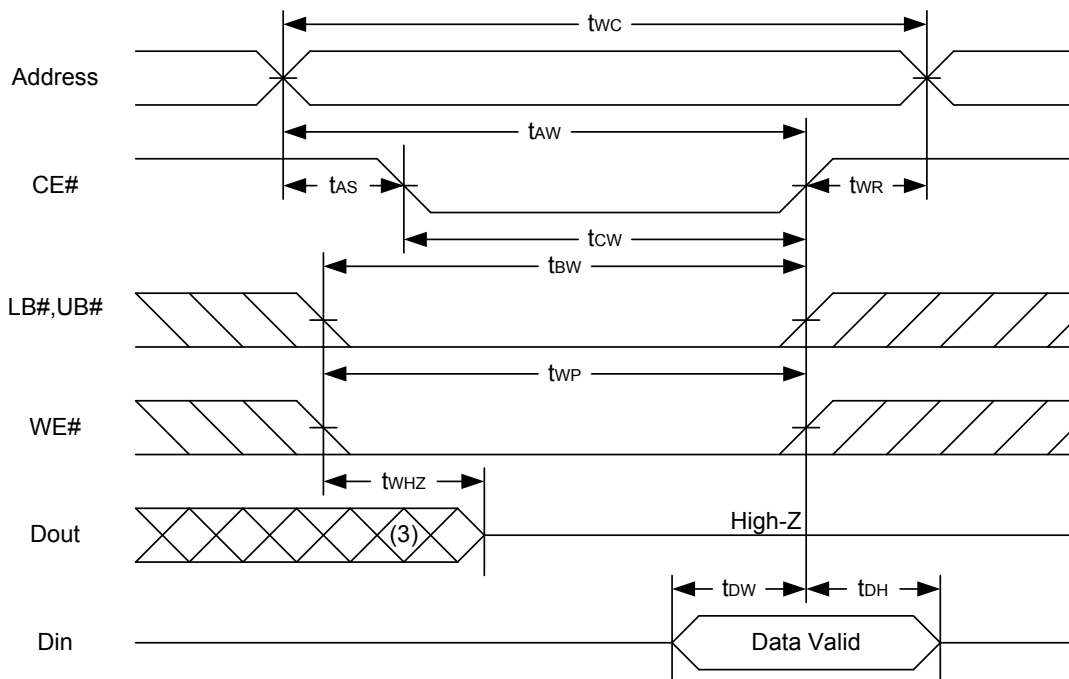 tWC
Address
tAW
CE#
tAS
tWR
tCW
tBW
LB#,UB#
tWP
WE#
tWHZ
Dout
(3)
High-Z
tDW
tDH
Din
Data Valid